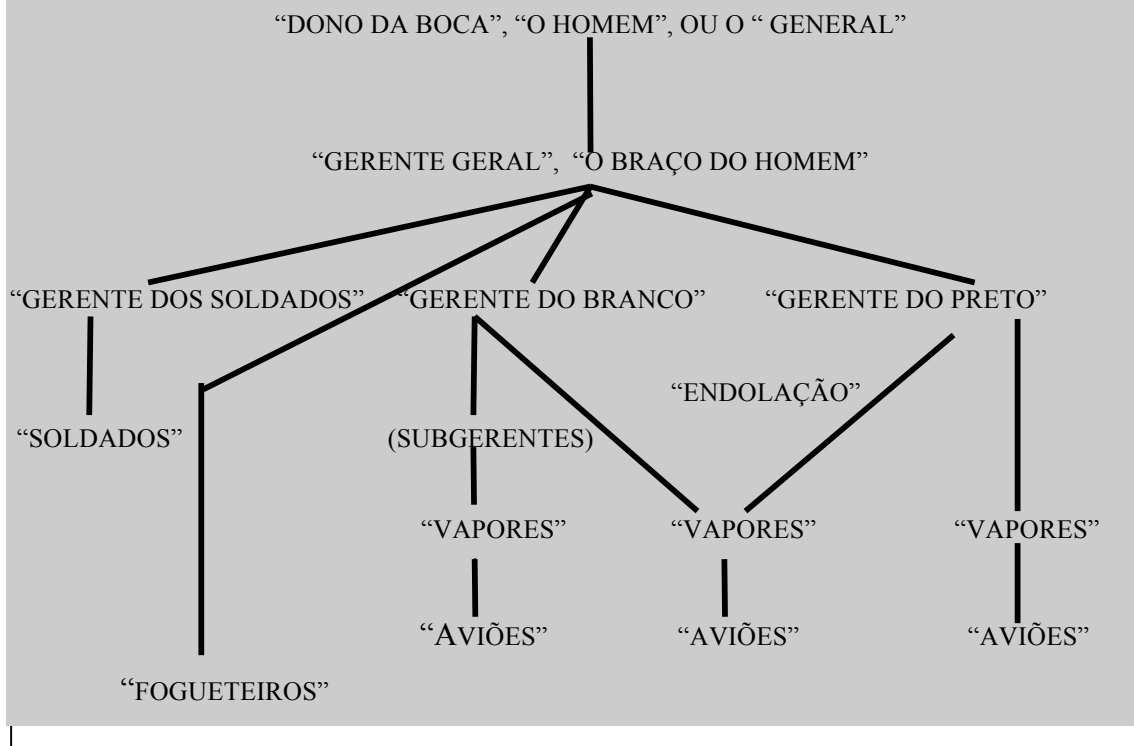 “DONO DA BOCA”, “O HOMEM”, OU O “ GENERAL”
“GERENTE GERAL”, “O BRAÇO DO HOMEM”
“GERENTE DOS SOLDADOS” “GERENTE DO BRANCO” “GERENTE DO PRETO”
“ENDOLAÇÃO”
“SOLDADOS” (SUBGERENTES)
“VAPORES” “VAPORES” “VAPORES”
“AVIÕES” “AVIÕES” “AVIÕES”
“FOGUETEIROS”